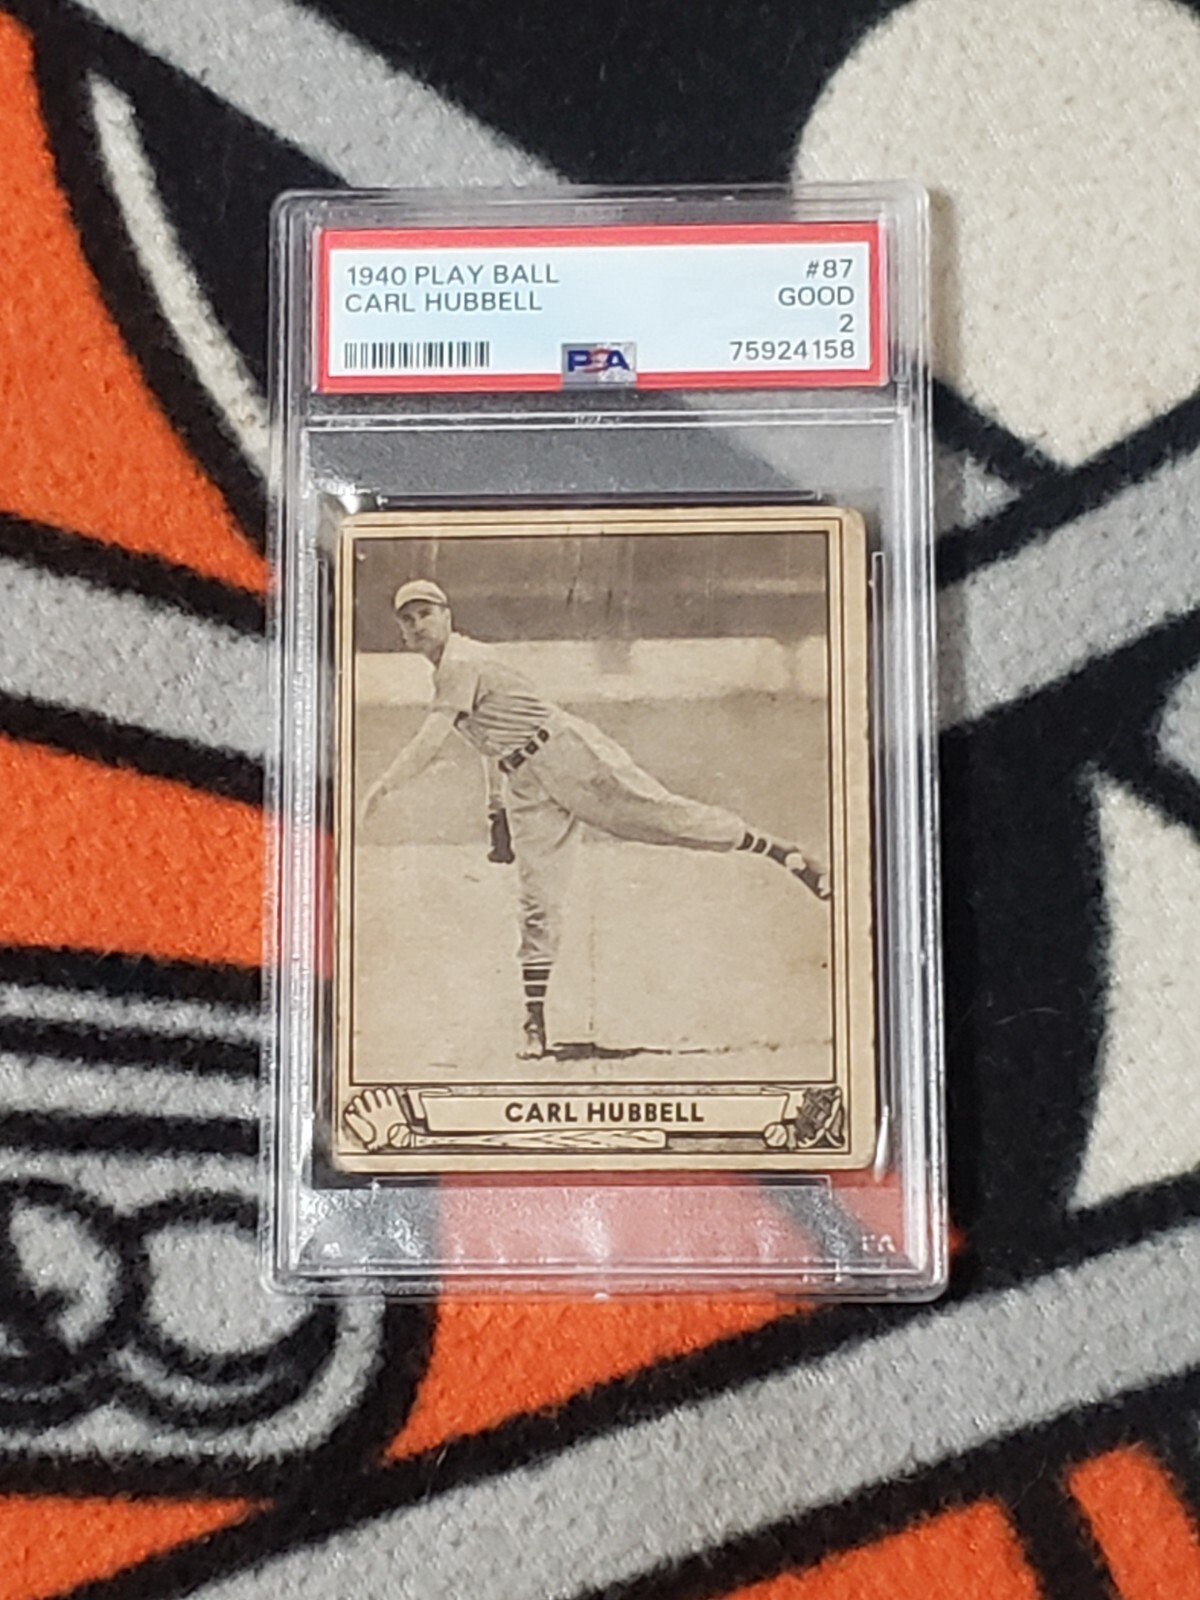 1940 PLAY BALL #87
CARL HUBBELL GOOD
2
PSA 75924158
CARL HUBBELL